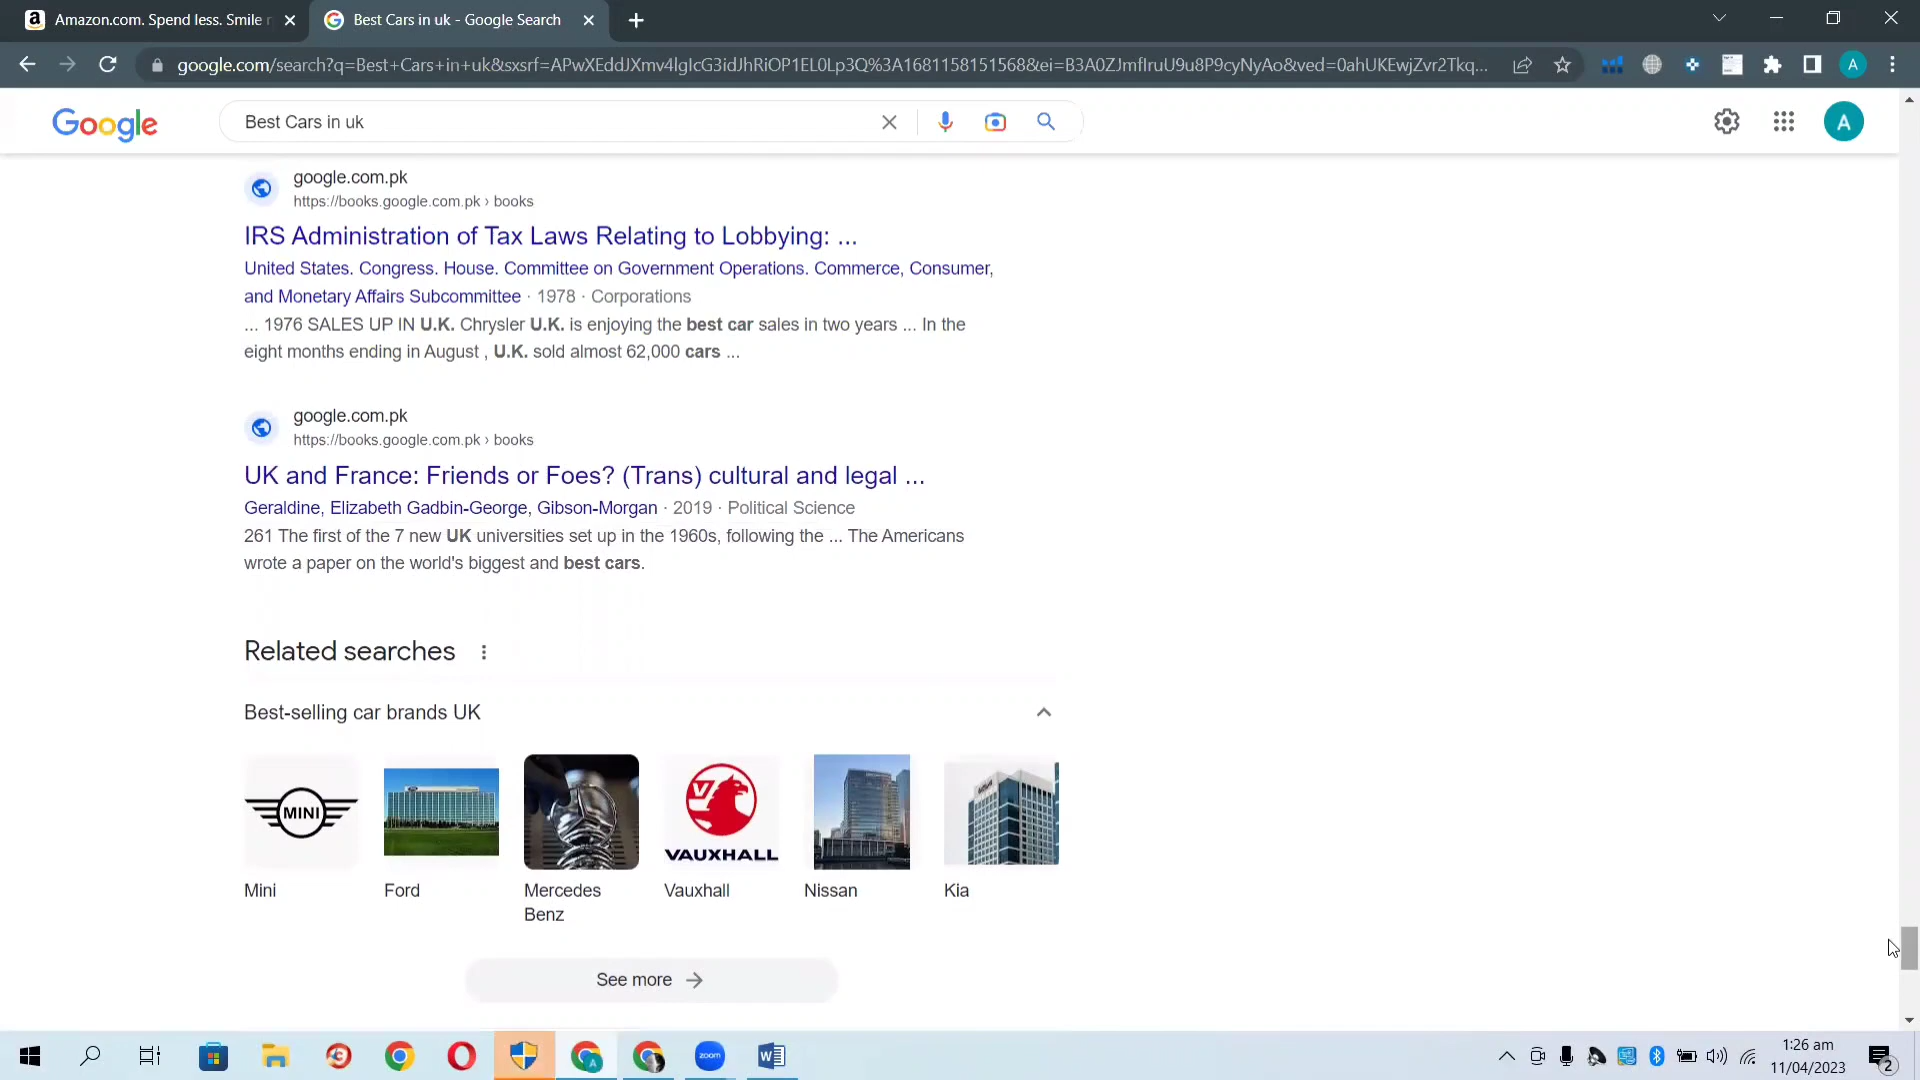 Amazon.com. Spend less. Smile
Best Cars in uk - Google Search
google.com/search?q=Best+Cars+in+uk&sxsrf=APwXEddJXmv4lgIcG3idJhRiOP1EL0Lp3Q%3A1681158151568&ei=B3A0ZJmfIruU9u8P9cyNyAo&ved=0ahUKEwjZvr2Tkq...
A
Google
Best Cars in uk
A
google.com.pk
https://books.google.com.pk › books
IRS Administration of Tax Laws Relating to Lobbying: ...
United States. Congress. House. Committee on Government Operations. Commerce, Consumer,
and Monetary Affairs Subcommittee · 1978 · Corporations
... 1976 SALES UP IN U.K. Chrysler U.K. is enjoying the best car sales in two years ... In the
eight months ending in August , U.K. sold almost 62,000 cars ...
google.com.pk
https://books.google.com.pk › books
UK and France: Friends or Foes? (Trans) cultural and legal ...
Geraldine, Elizabeth Gadbin-George, Gibson-Morgan · 2019 · Political Science
261 The first of the 7 new UK universities set up in the 1960s, following the ... The Americans
wrote a paper on the world's biggest and best cars.
Related searches
Best-selling car brands UK
MINI
VAUXHALL
Mini
Ford
Mercedes
Benz
Vauxhall
Nissan
Kia
See more
zoom
1:26 am
11/04/2023
2